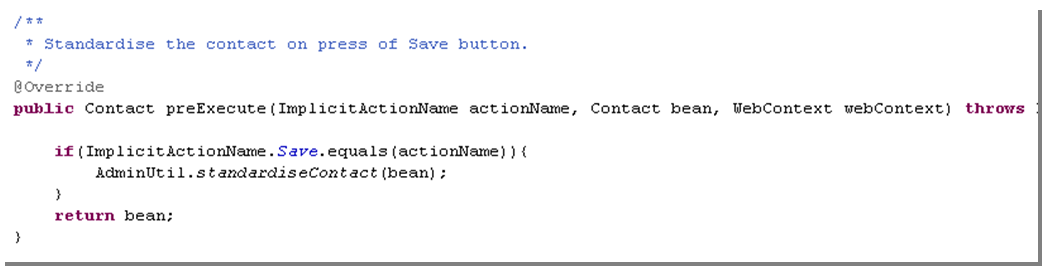 /**
 * Standardise the contact on press of Save button.
 */
@Override
public Contact preExecute(ImplicitActionName actionName, Contact bean, WebContext webContext) throws
    if(ImplicitActionName.Save.equals(actionName)){
        AdminUtil.standardiseContact(bean);
    }
    return bean;
}